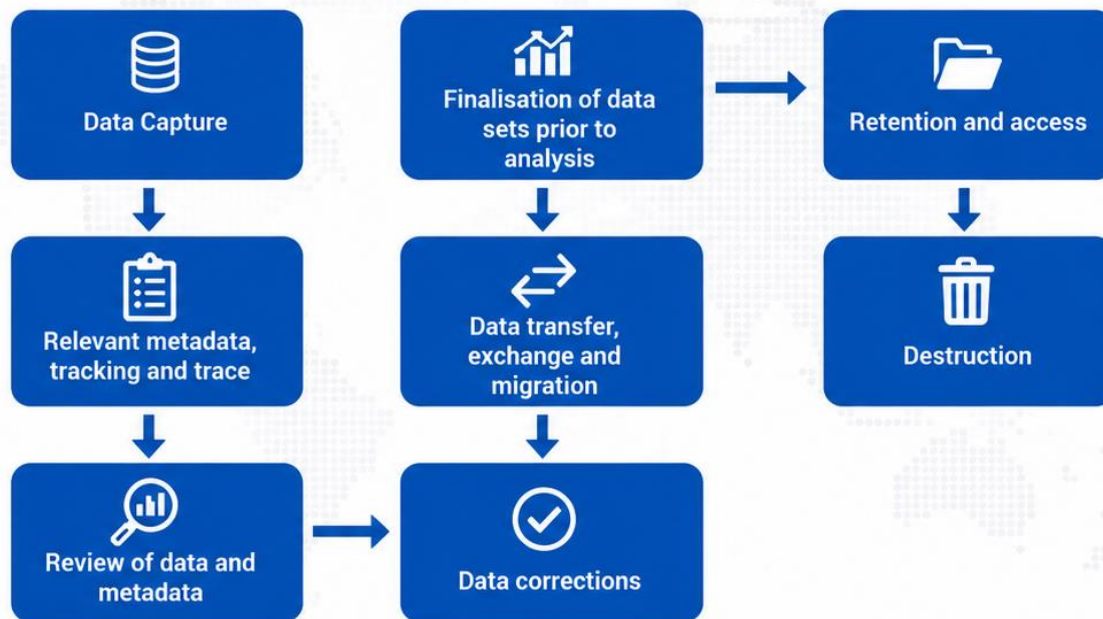 Data Capture
Relevant metadata,
tracking and trace
Review of data and
metadata
Finalisation of data
sets prior to
analysis
Data transfer,
exchange and
migration
Data corrections
Retention and access
Destruction